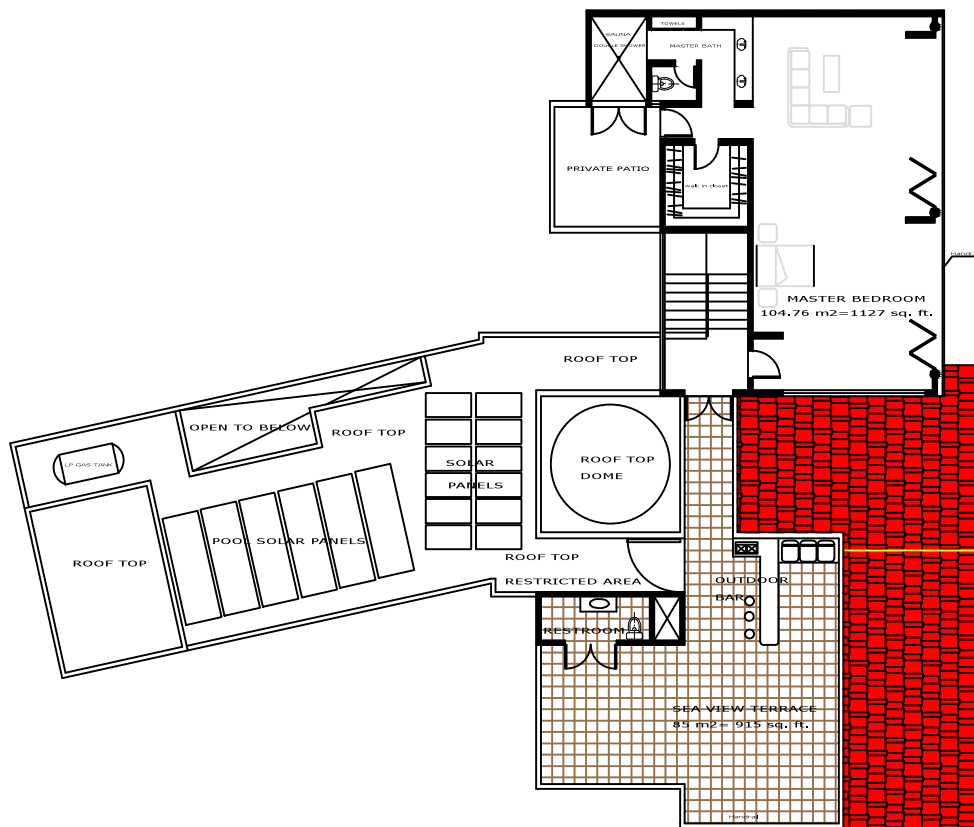 TOWELS
SAUNA
DOUBLE SHOWER
MASTER BATH
PRIVATE PATIO
walk in closet
Handra
MASTER BEDROOM
104.76 m2=1127 sq. ft.
ROOF TOP
OPEN TO BELOW
ROOF TOP
LP GAS TANK
SOLAR
PANELS
ROOF TOP
DOME
POOL SOLAR PANELS
ROOF TOP
ROOF TOP
RESTRICTED AREA
OUTDOOR
BAR
RESTROOM
SEA VIEW TERRACE
85 m2= 915 sq. ft.
Handrail